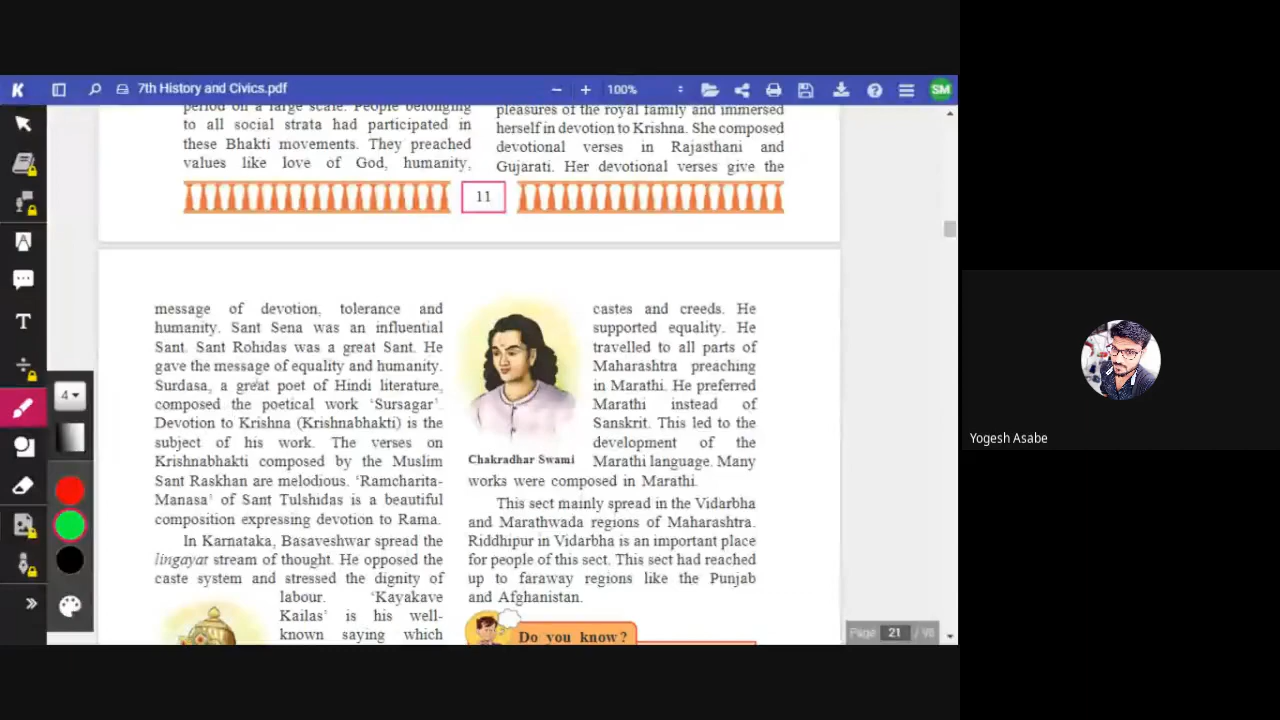 7th History and Civics.pdf
100%
SM
period on a large scale. People belonging
to all social strata had participated in
these Bhakti movements. They preached
values like love of God, humanity,
pleasures of the royal family and immersed
herself in devotion to Krishna. She composed
devotional verses in Rajasthani and
Gujarati. Her devotional verses give the
11
message of devotion, tolerance and
humanity. Sant Sena was an influential
Sant. Sant Rohidas was a great Sant. He
gave the message of equality and humanity.
Surdasa, a great poet of Hindi literature,
composed the poetical work ‘Sursagar’.
Devotion to Krishna (Krishnabhakti) is the
subject of his work. The verses on
Krishnabhakti composed by the Muslim
Sant Raskhan are melodious. ‘Ramcharita-
Manasa’ of Sant Tulshidas is a beautiful
composition expressing devotion to Rama.
In Karnataka, Basaveshwar spread the
lingayat stream of thought. He opposed the
caste system and stressed the dignity of
labour. ‘Kayakave
Kailas’ is his well-
known saying which
castes and creeds. He
supported equality. He
travelled to all parts of
Maharashtra preaching
in Marathi. He preferred
Marathi instead of
Sanskrit. This led to the
development of the
Marathi language. Many
Chakradhar Swami
works were composed in Marathi.
This sect mainly spread in the Vidarbha
and Marathwada regions of Maharashtra.
Riddhipur in Vidarbha is an important place
for people of this sect. This sect had reached
up to faraway regions like the Punjab
and Afghanistan.
Do you know?
4
Page 21 / 98
Yogesh Asabe